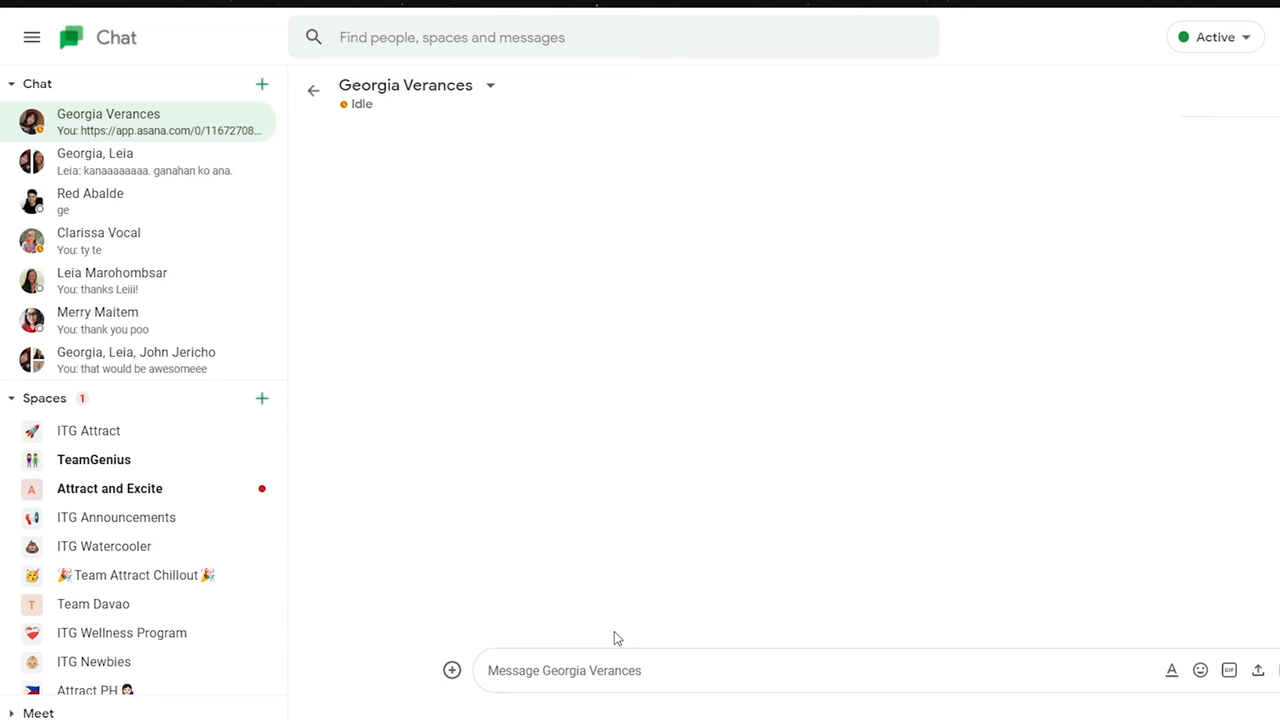 Chat
Find people, spaces and messages
Active
Chat
Georgia Verances
You: https://app.asana.com/0/11672708...
Georgia, Leia
Leia: kanaaaaaaaa. ganahan ko ana.
Red Abalde
ge
Clarissa Vocal
You: ty te
Leia Marohombsar
You: thanks Leiii!
Merry Maitem
You: thank you poo
Georgia, Leia, John Jericho
You: that would be awesomeee
Spaces 1
ITG Attract
TeamGenius
A Attract and Excite
ITG Announcements
ITG Watercooler
🎉Team Attract Chillout🎉
T Team Davao
ITG Wellness Program
ITG Newbies
Attract PH
Meet
Georgia Verances
Idle
Message Georgia Verances
A
GIF